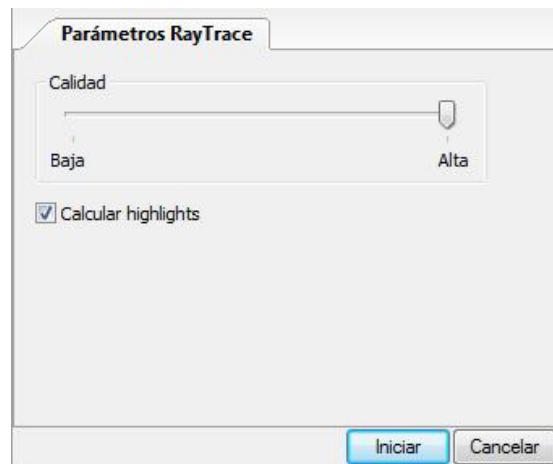 Parámetros RayTrace
Calidad
Baja Alta
Calcular highlights
Iniciar Cancelar